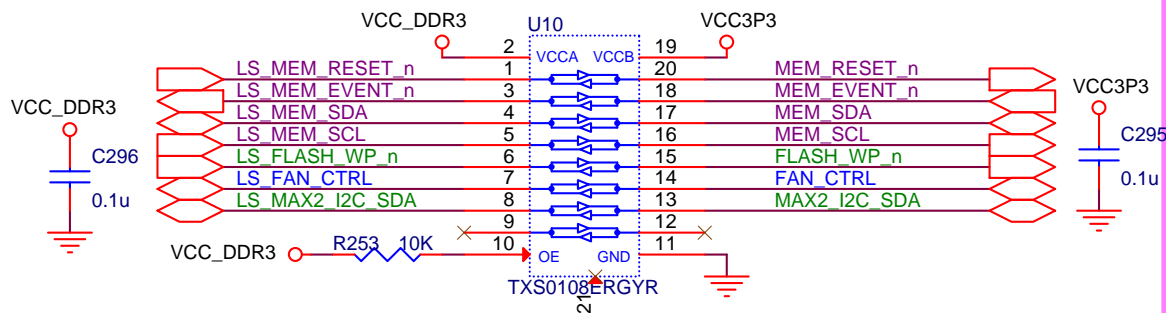 VCC_DDR3 U10 VCC3P3
2 VCCA VCCB 19
LS_MEM_RESET_n 1 20 MEM_RESET_n
LS_MEM_EVENT_n 3 18 MEM_EVENT_n
LS_MEM_SDA 4 17 MEM_SDA
LS_MEM_SCL 5 16 MEM_SCL
LS_FLASH_WP_n 6 15 FLASH_WP_n
LS_FAN_CTRL 7 14 FAN_CTRL
LS_MAX2_I2C_SDA 8 13 MAX2_I2C_SDA
9 12
VCC_DDR3 R253 10K 10 OE GND 11
TXS0108ERGYR
21
VCC_DDR3
C296
0.1u
VCC3P3
C295
0.1u